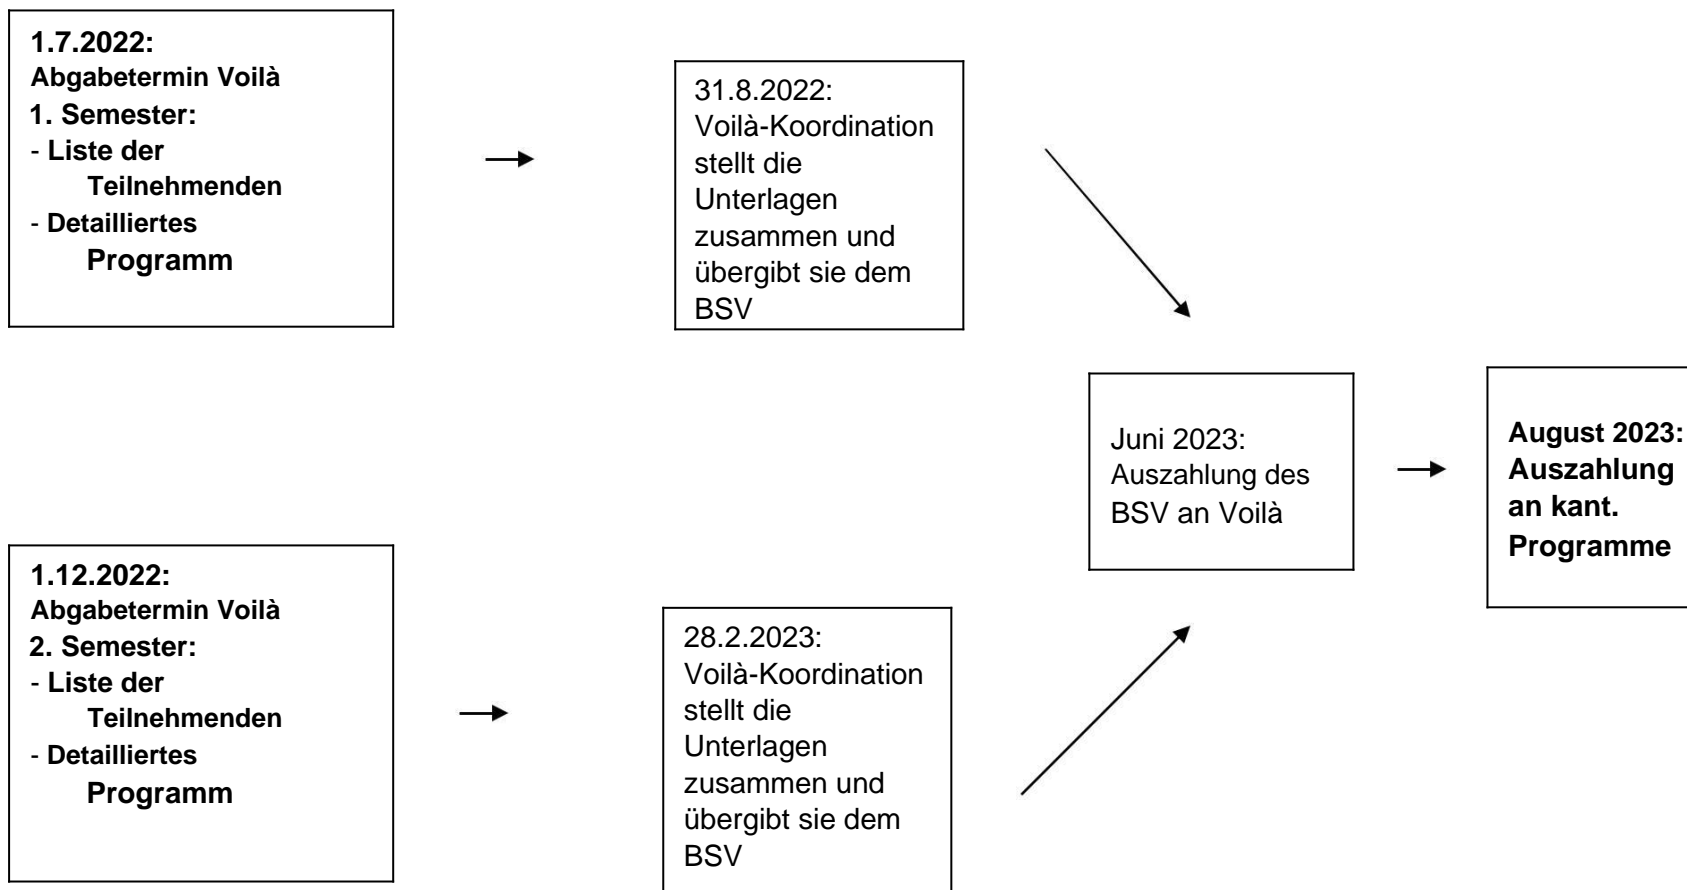 1.7.2022:
Abgabetermin Voilà
1. Semester:
- Liste der
Teilnehmenden
- Detailliertes
Programm
31.8.2022:
Voilà-Koordination
stellt die
Unterlagen
zusammen und
übergibt sie dem
BSV
1.12.2022:
Abgabetermin Voilà
2. Semester:
- Liste der
Teilnehmenden
- Detailliertes
Programm
28.2.2023:
Voilà-Koordination
stellt die
Unterlagen
zusammen und
übergibt sie dem
BSV
Juni 2023:
Auszahlung des
BSV an Voilà
August 2023:
Auszahlung
an kant.
Programme